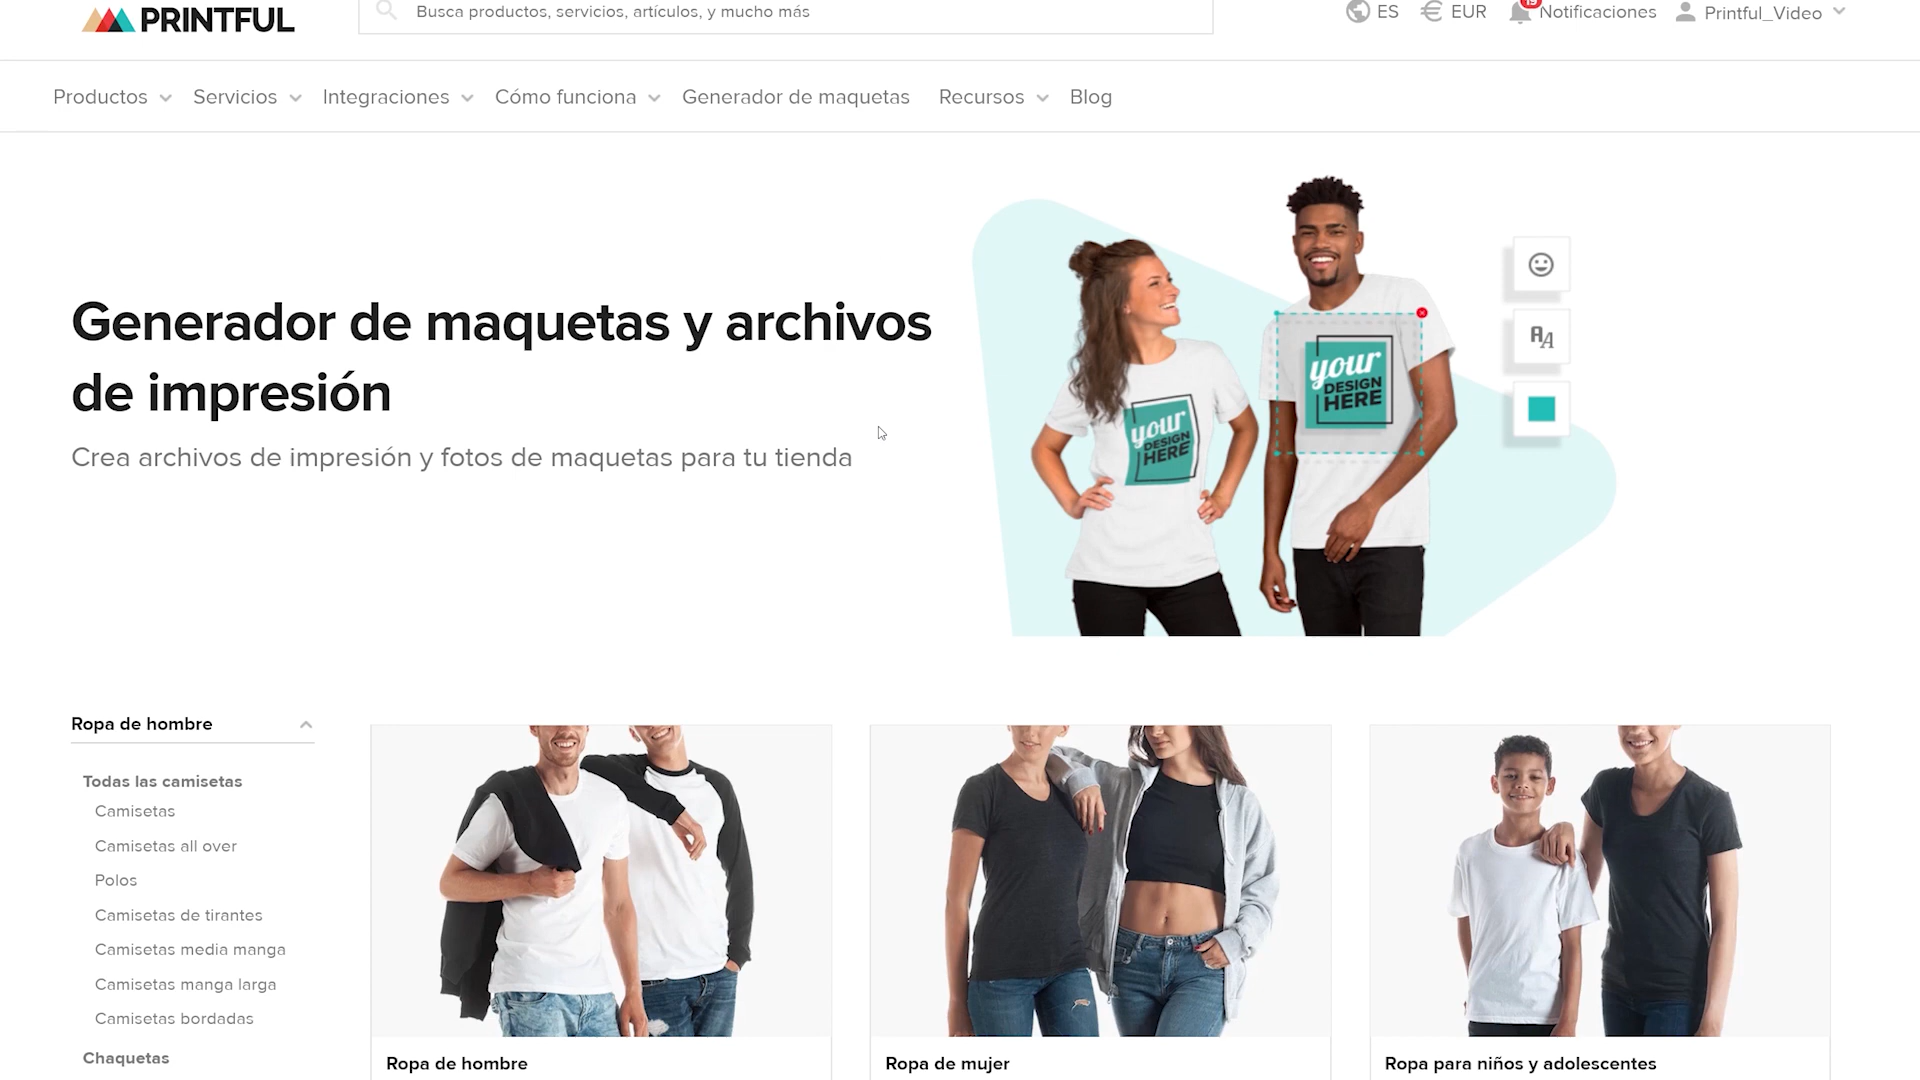 PRINTFUL
Busca productos, servicios, artículos, y mucho más
ES
EUR
19
Notificaciones
Printful_Video
Productos
Servicios
Integraciones
Cómo funciona
Generador de maquetas
Recursos
Blog
Generador de maquetas y archivos
de impresión
Crea archivos de impresión y fotos de maquetas para tu tienda
your
DESIGN
HERE
your
DESIGN
HERE
AA
Ropa de hombre
Todas las camisetas
Camisetas
Camisetas all over
Polos
Camisetas de tirantes
Camisetas media manga
Camisetas manga larga
Camisetas bordadas
Chaquetas
Ropa de hombre
Ropa de mujer
Ropa para niños y adolescentes